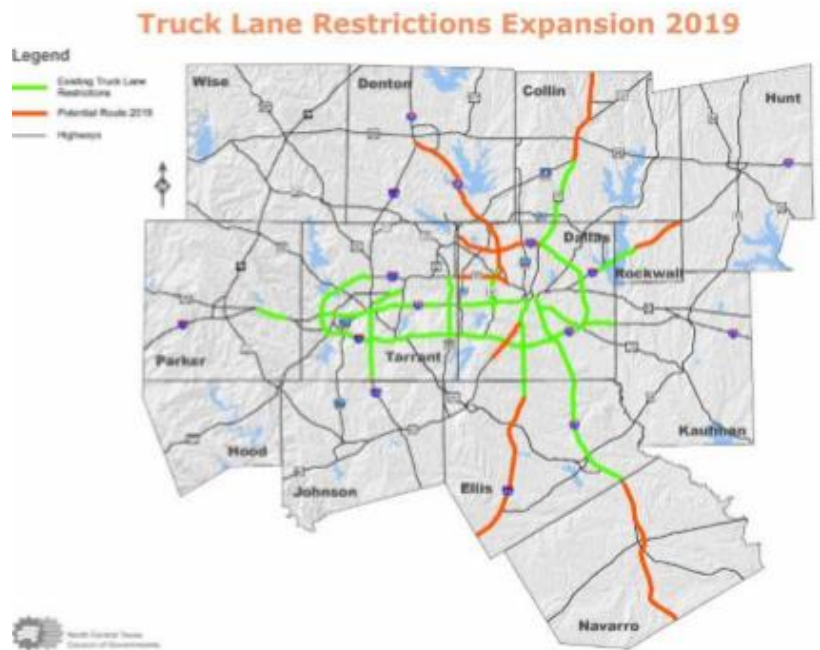 Truck Lane Restrictions Expansion 2019
Legend
Existing Truck Lane
Restrictions
Potential Route 2019
Highways
Wise
Denton
Collin
Hunt
Dallas
Rockwall
Parker
Tarrant
Kaufman
Hood
Johnson
Ellis
Navarro
North Central Texas
Council of Governments